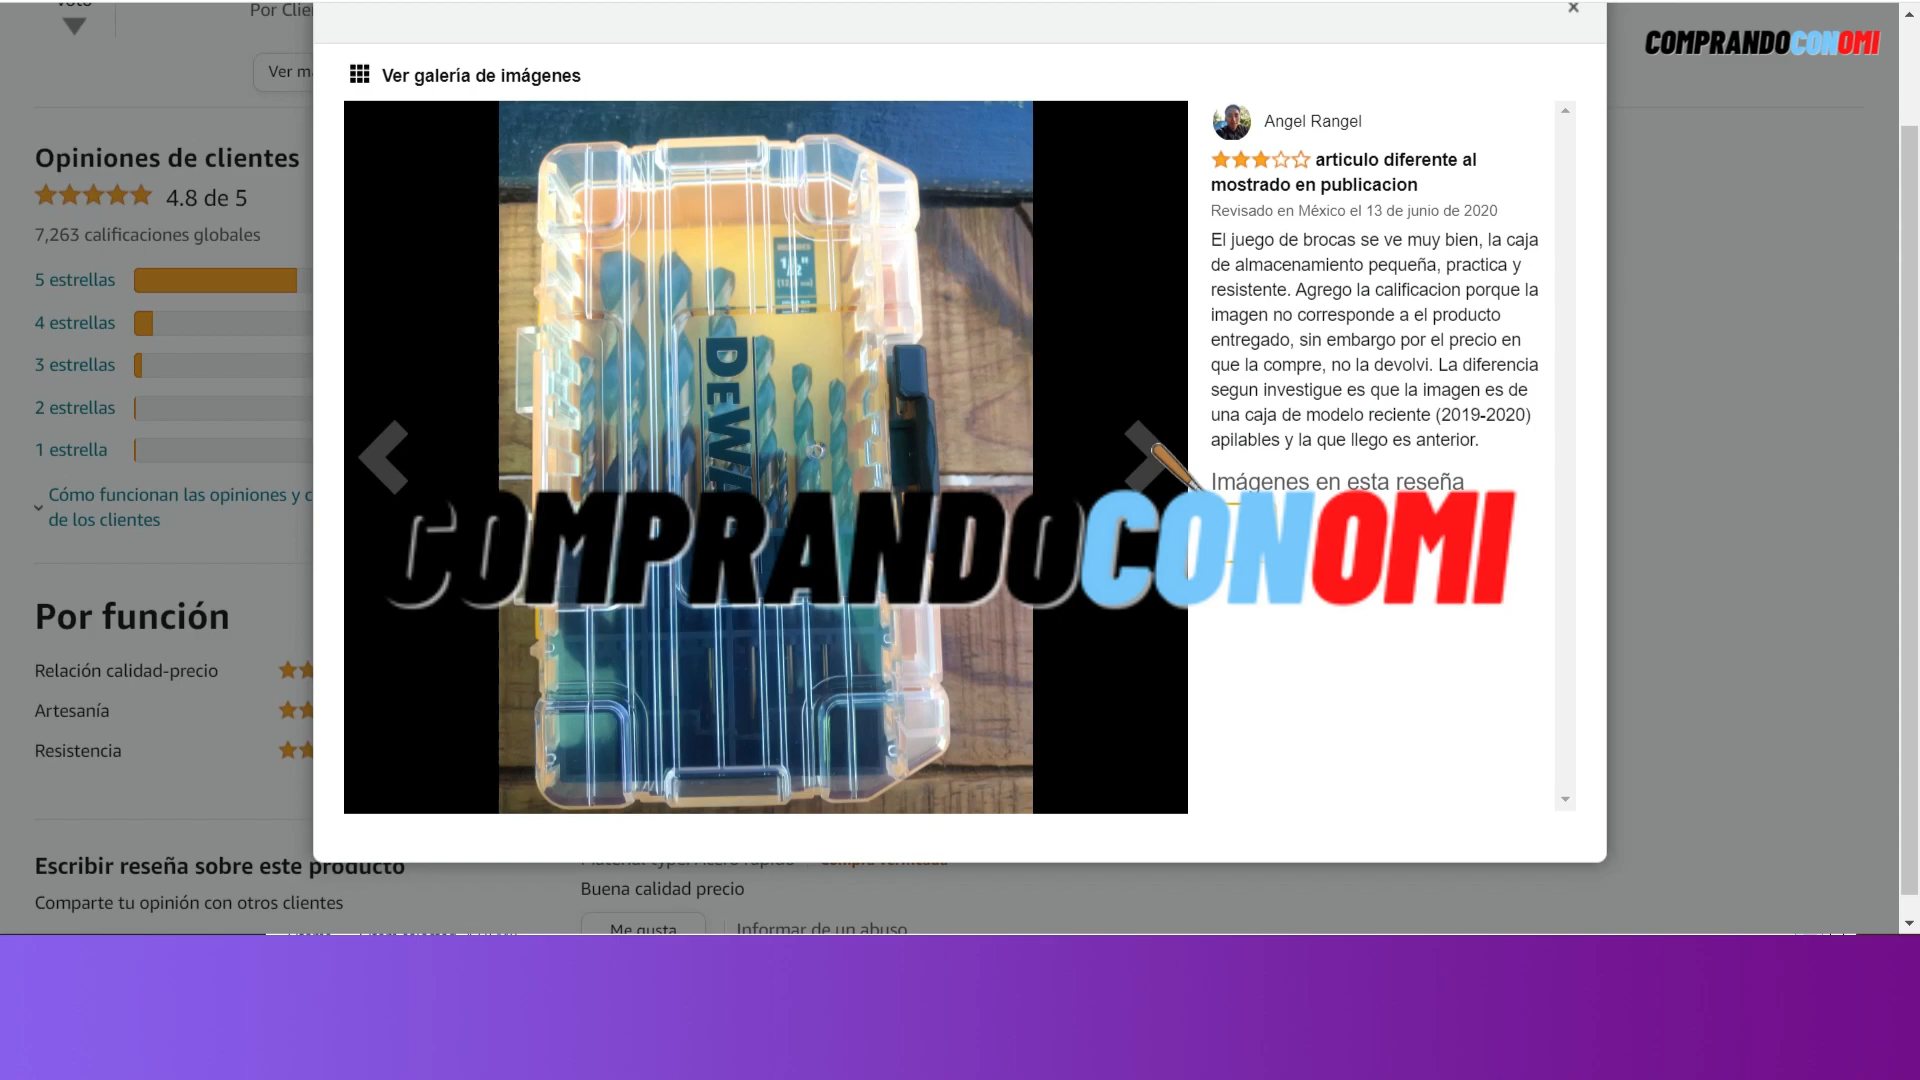 Por Clie
COMPRANDOCONOMI
Ver m
Ver galería de imágenes
Opiniones de clientes
4.8 de 5
7,263 calificaciones globales
5 estrellas
4 estrellas
3 estrellas
2 estrellas
1 estrella
Cómo funcionan las opiniones y c
de los clientes
Por función
Relación calidad-precio
Artesanía
Resistencia
Escribir reseña sobre este producto
Comparte tu opinión con otros clientes
1/2"
DEWA
Angel Rangel
articulo diferente al
mostrado en publicacion
Revisado en México el 13 de junio de 2020
El juego de brocas se ve muy bien, la caja
de almacenamiento pequeña, practica y
resistente. Agrego la calificacion porque la
imagen no corresponde a el producto
entregado, sin embargo por el precio en
que la compre, no la devolvi. La diferencia
segun investigue es que la imagen es de
una caja de modelo reciente (2019-2020)
apilables y la que llego es anterior.
Imágenes en esta reseña
COMPRANDOCONOMI
Buena calidad precio
Me gusta
Informar de un abuso